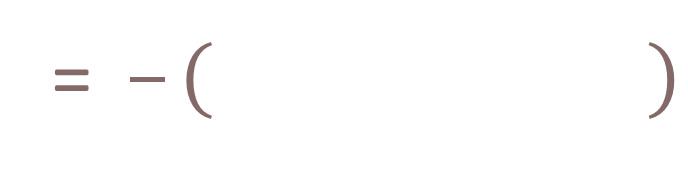 = − ( )